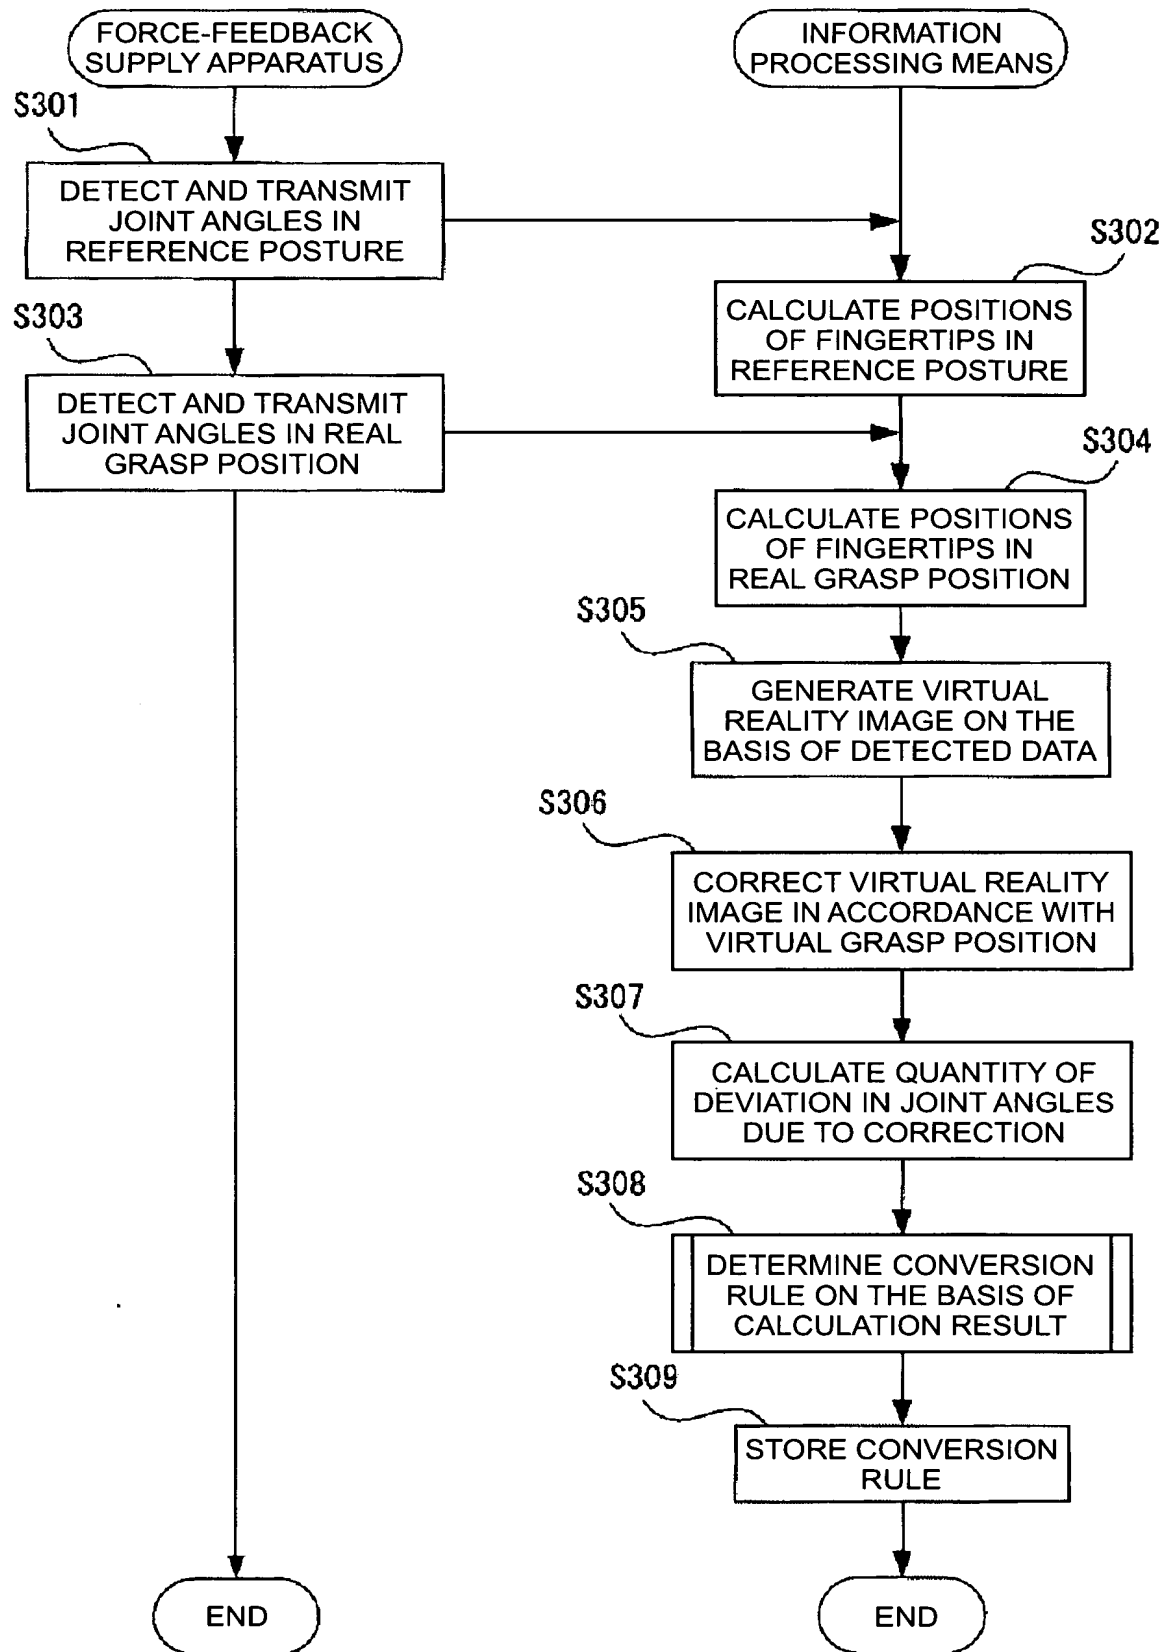 FORCE-FEEDBACK
SUPPLY APPARATUS
INFORMATION
PROCESSING MEANS
S301
DETECT AND TRANSMIT
JOINT ANGLES IN
REFERENCE POSTURE
S302
CALCULATE POSITIONS
OF FINGERTIPS IN
REFERENCE POSTURE
S303
DETECT AND TRANSMIT
JOINT ANGLES IN REAL
GRASP POSITION
S304
CALCULATE POSITIONS
OF FINGERTIPS IN
REAL GRASP POSITION
S305
GENERATE VIRTUAL
REALITY IMAGE ON THE
BASIS OF DETECTED DATA
S306
CORRECT VIRTUAL REALITY
IMAGE IN ACCORDANCE WITH
VIRTUAL GRASP POSITION
S307
CALCULATE QUANTITY OF
DEVIATION IN JOINT ANGLES
DUE TO CORRECTION
S308
DETERMINE CONVERSION
RULE ON THE BASIS OF
CALCULATION RESULT
S309
STORE CONVERSION
RULE
END
END